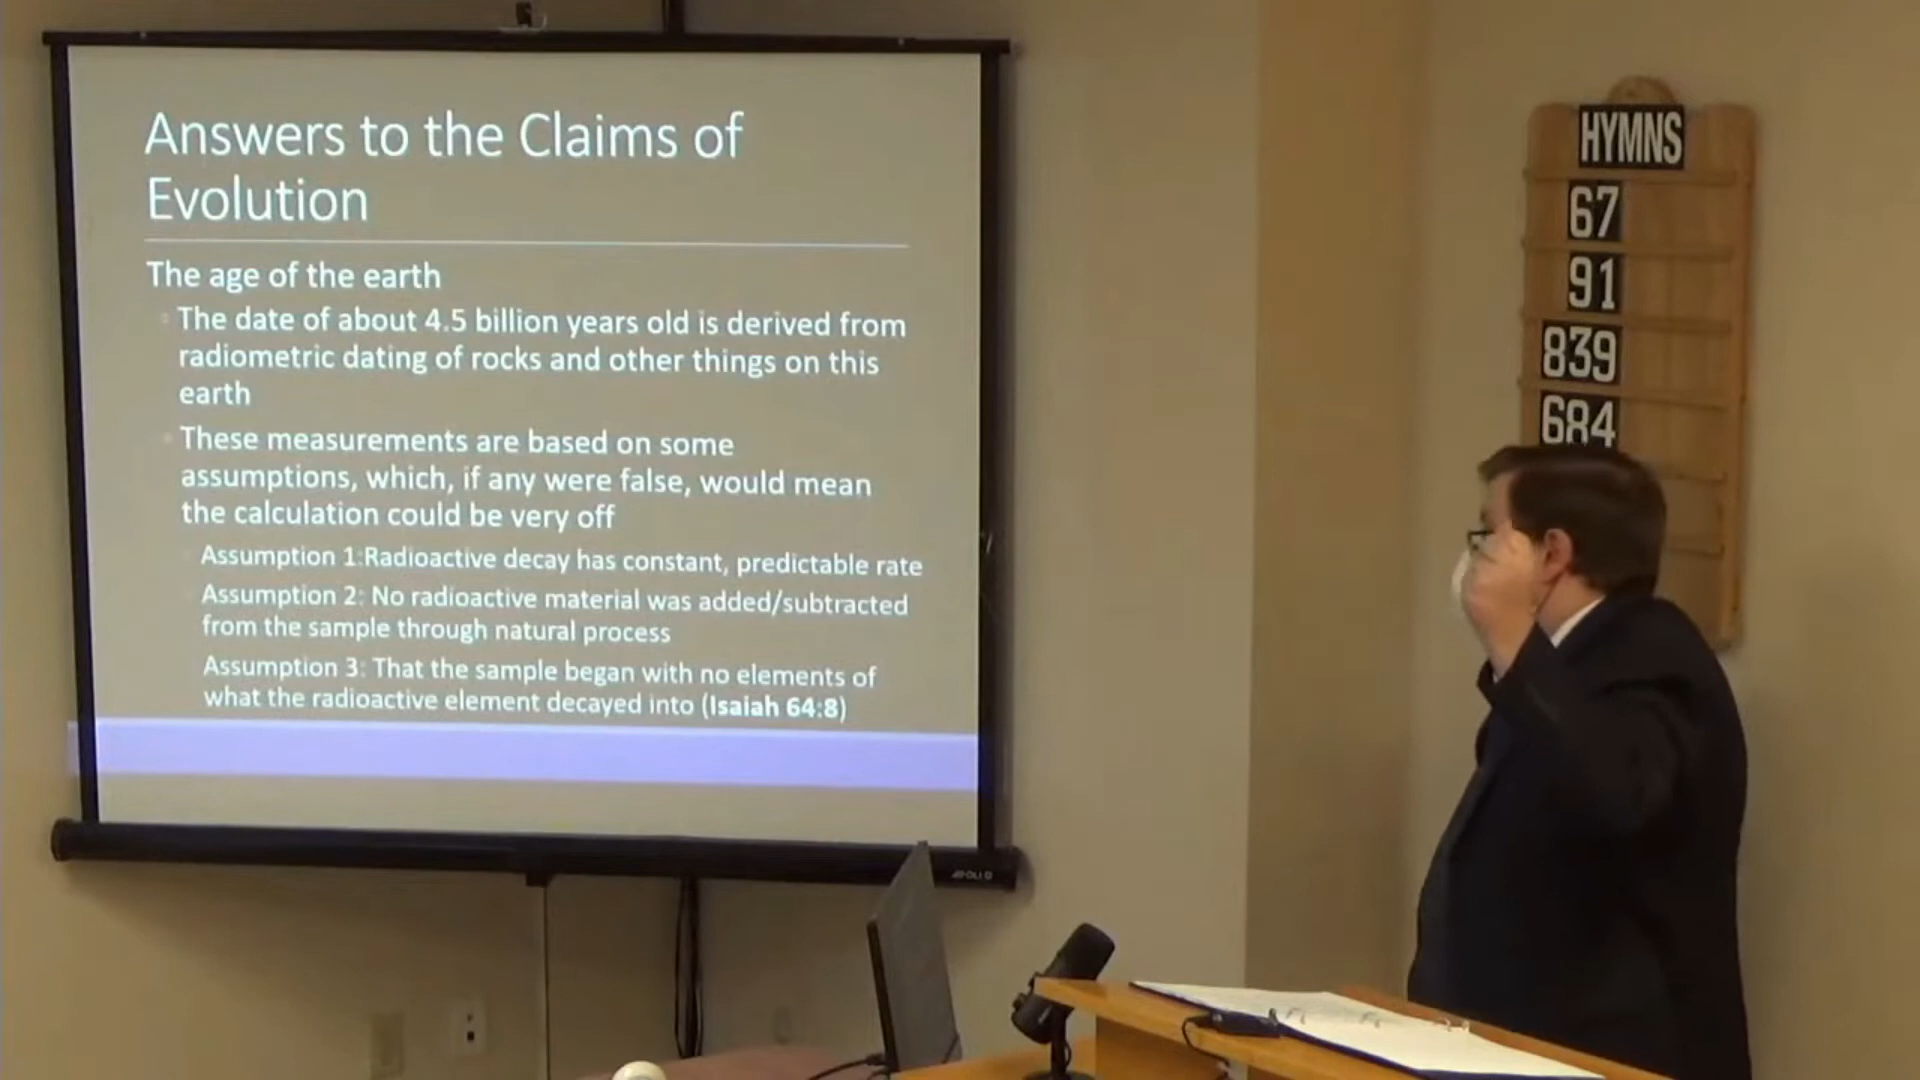 Answers to the Claims of
Evolution
The age of the earth
The date of about 4.5 billion years old is derived from
radiometric dating of rocks and other things on this
earth
These measurements are based on some
assumptions, which, if any were false, would mean
the calculation could be very off
Assumption 1:Radioactive decay has constant, predictable rate
Assumption 2: No radioactive material was added/subtracted
from the sample through natural process
Assumption 3: That the sample began with no elements of
what the radioactive element decayed into (Isaiah 64:8)
APOLLO
HYMNS
67
91
839
684